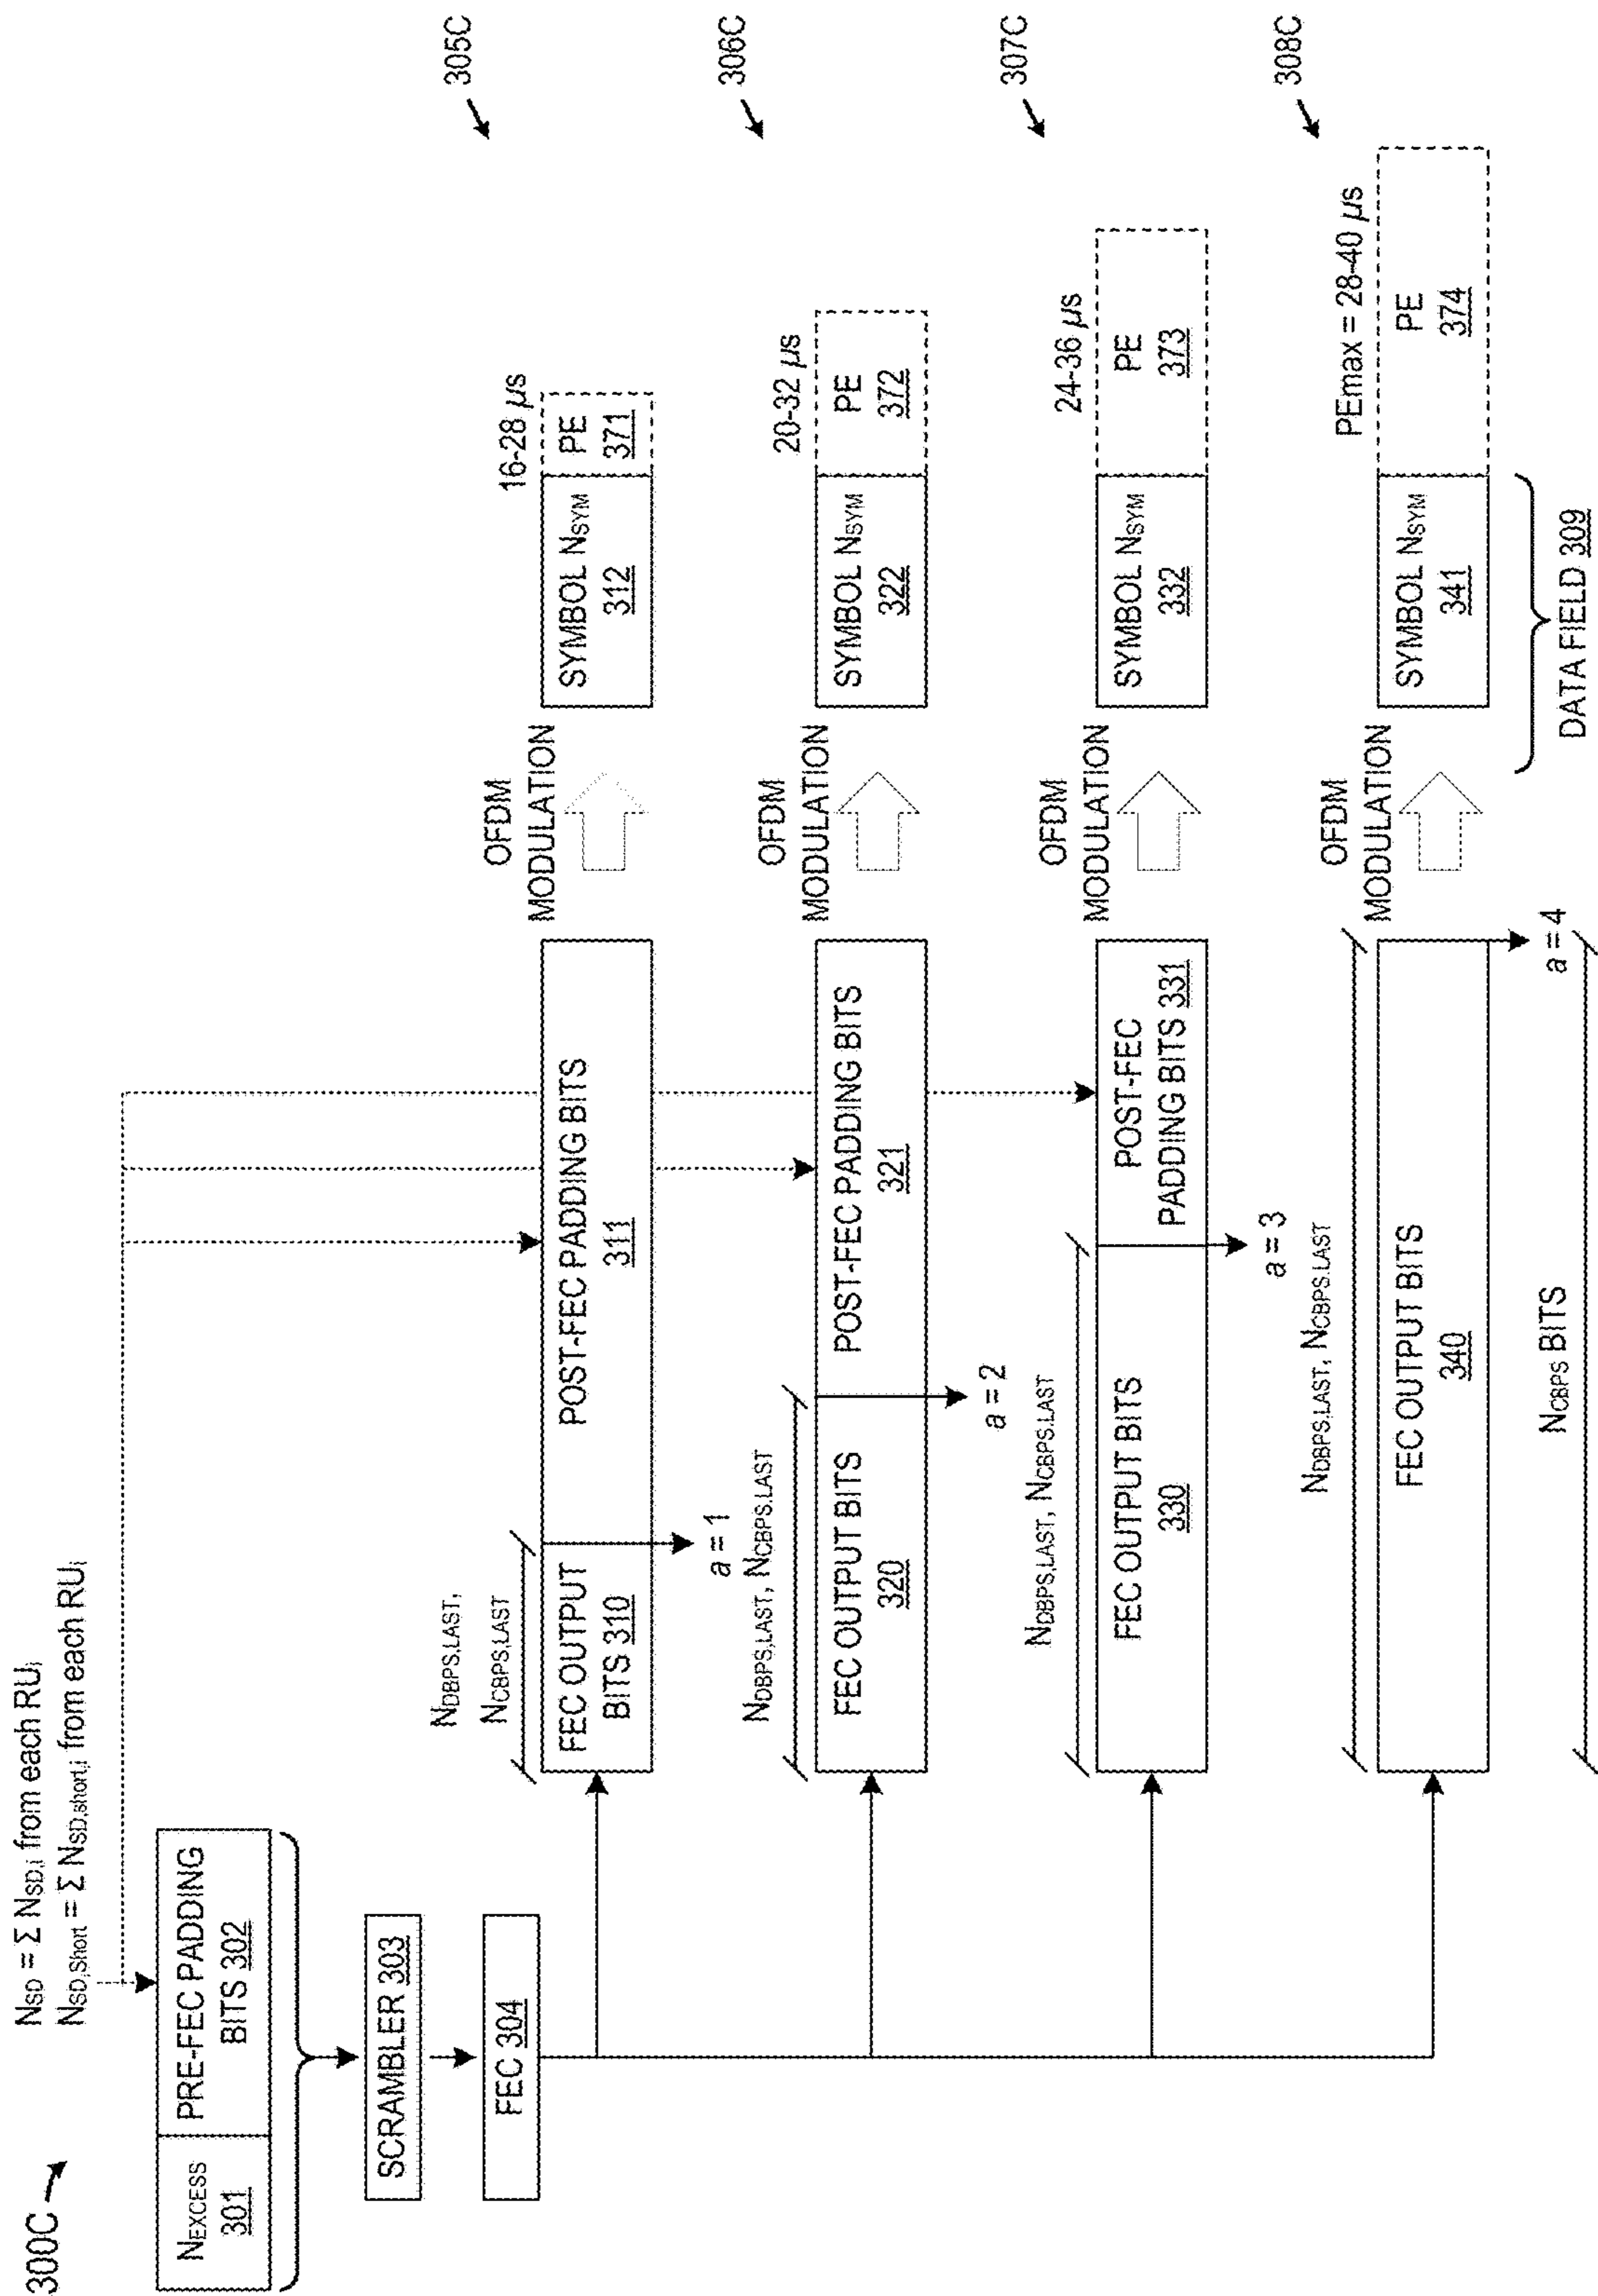 300C
NSD = Σ NSD,i from each RUi
NSD,Short = Σ NSD,short,i from each RUi
NEXCESS
301
PRE-FEC PADDING
BITS 302
SCRAMBLER 303
FEC 304
305C
NDBPS,LAST,
NCBPS,LAST
FEC OUTPUT
BITS 310
POST-FEC PADDING BITS
311
a = 1
OFDM
MODULATION
SYMBOL NSYM
312
16-28 µs
PE
371
306C
NDBPS,LAST, NCBPS,LAST
FEC OUTPUT BITS
320
POST-FEC PADDING BITS
321
a = 2
OFDM
MODULATION
SYMBOL NSYM
322
20-32 µs
PE
372
307C
NDBPS,LAST, NCBPS,LAST
FEC OUTPUT BITS
330
POST-FEC
PADDING BITS 331
a = 3
OFDM
MODULATION
SYMBOL NSYM
332
24-36 µs
PE
373
308C
NDBPS,LAST, NCBPS,LAST
FEC OUTPUT BITS
340
a = 4
NCBPS BITS
OFDM
MODULATION
SYMBOL NSYM
341
PEmax = 28-40 µs
PE
374
DATA FIELD 309